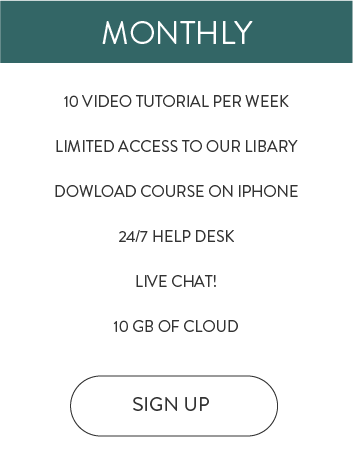 MONTHLY
10 VIDEO TUTORIAL PER WEEK
LIMITED ACCESS TO OUR LIBARY
DOWLOAD COURSE ON IPHONE
24/7 HELP DESK
LIVE CHAT!
10 GB OF CLOUD
SIGN UP